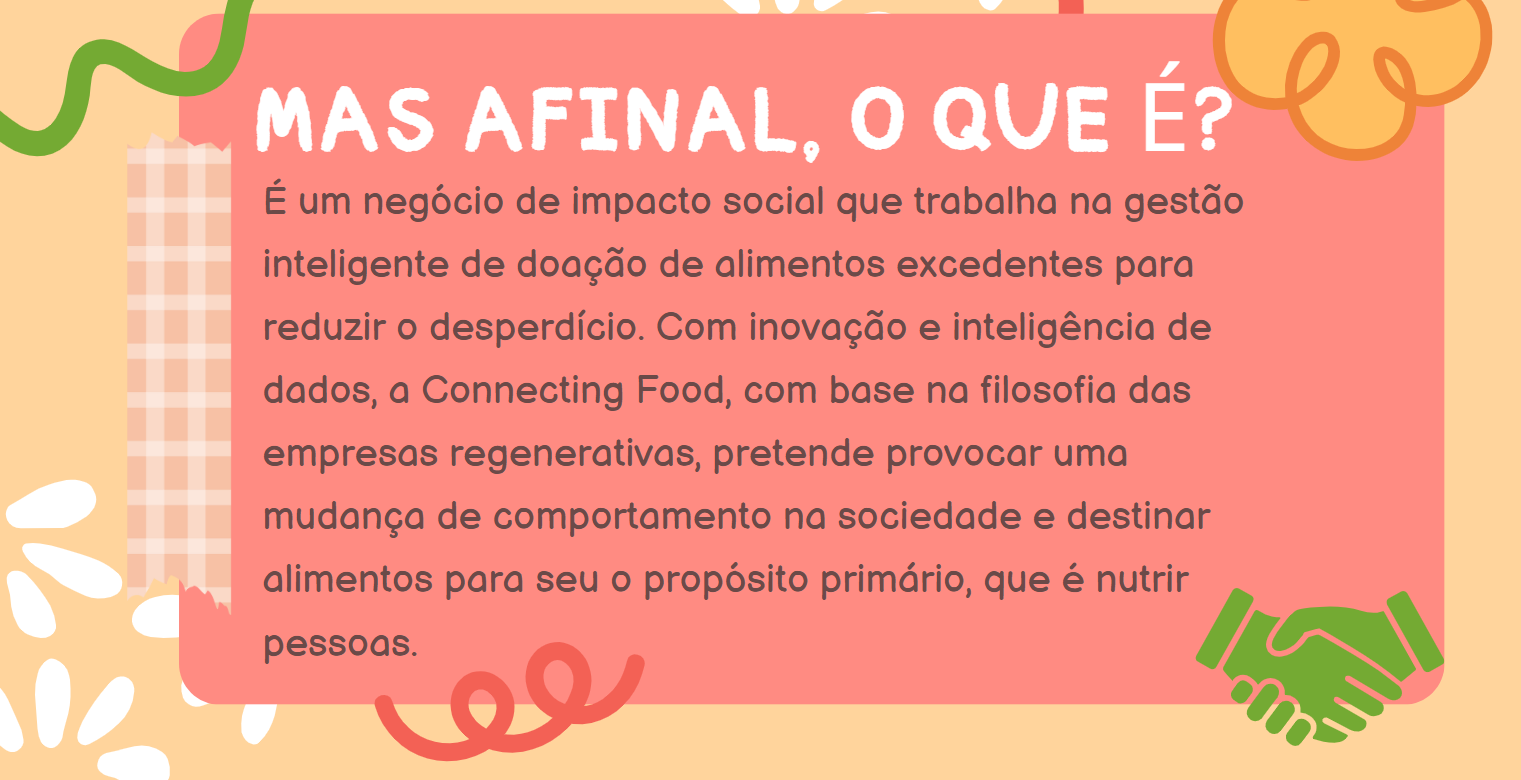 MAS AFINAL, O QUE É?
É um negócio de impacto social que trabalha na gestão
inteligente de doação de alimentos excedentes para
reduzir o desperdício. Com inovação e inteligência de
dados, a Connecting Food, com base na filosofia das
empresas regenerativas, pretende provocar uma
mudança de comportamento na sociedade e destinar
alimentos para seu o propósito primário, que é nutrir
pessoas.